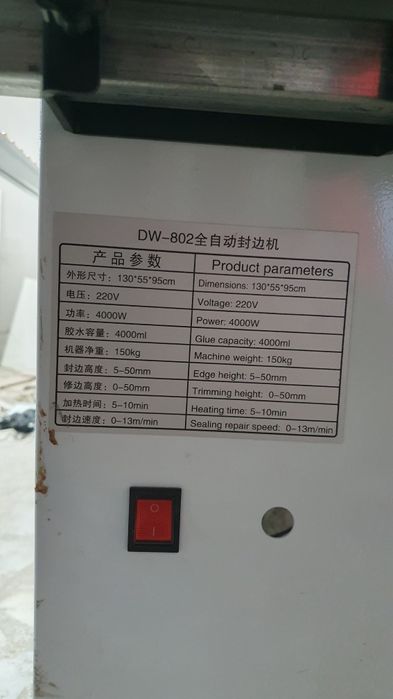 DW-802全自动封边机
产品参数 Product parameters
外形尺寸：130*55*95cm Dimensions: 130*55*95cm
电压：220V Voltage: 220V
功率：4000W Power: 4000W
胶水容量：4000ml Glue capacity: 4000ml
机器净重：150kg Machine weight: 150kg
封边高度：5-50mm Edge height: 5-50mm
修边高度：0-50mm Trimming height: 0-50mm
加热时间：5-10min Heating time: 5-10min
封边速度：0-13m/min Sealing repair speed: 0-13m/min